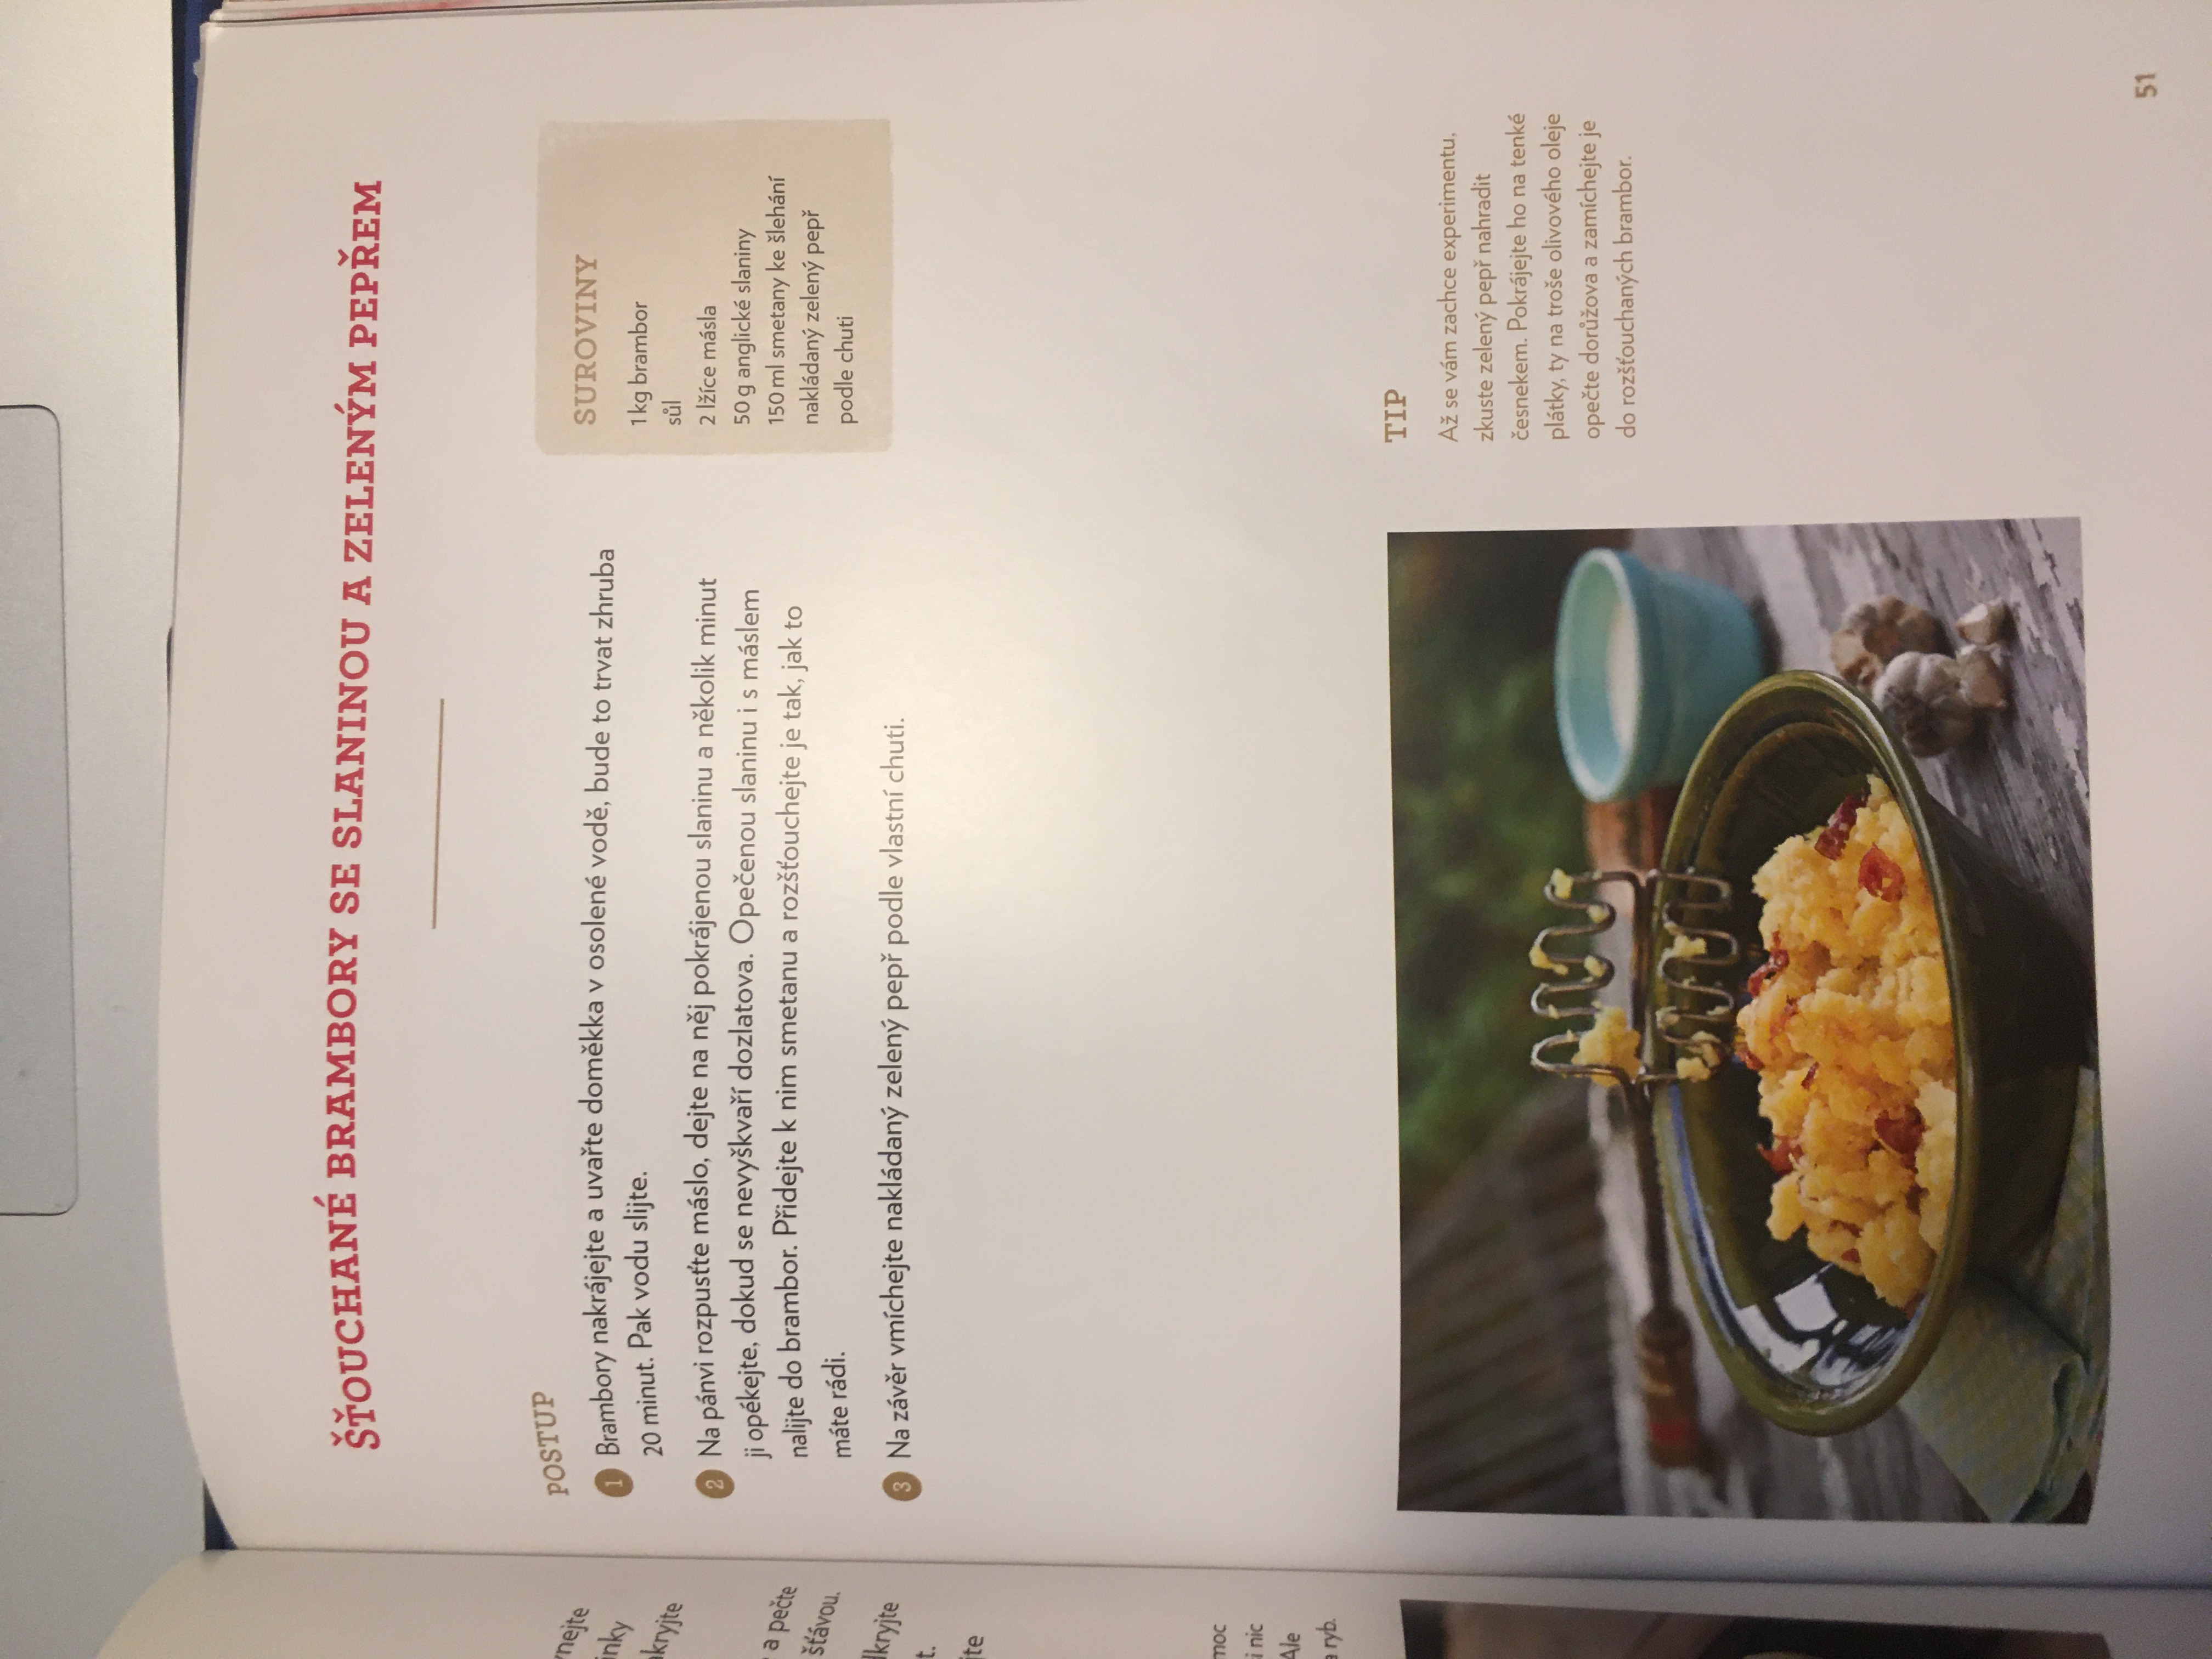 ŠŤOUCHANÉ BRAMBORY SE SLANINOU A ZELENÝM PEPŘEM
POSTUP
1 Brambory nakrájejte a uvařte doměkka v osolené vodě, bude to trvat zhruba
20 minut. Pak vodu slijte.
2 Na pánvi rozpusťte máslo, dejte na něj pokrájenou slaninu a několik minut
ji opékejte, dokud se nevyškvaří dozlatova. Opečenou slaninu i s máslem
nalijte do brambor. Přidejte k nim smetanu a rozšťouchejte je tak, jak to
máte rádi.
3 Na závěr vmíchejte nakládaný zelený pepř podle vlastní chuti.
SUROVINY
1 kg brambor
sůl
2 lžíce másla
50 g anglické slaniny
150 ml smetany ke šlehání
nakládaný zelený pepř
podle chuti
TIP
Až se vám zachce experimentu,
zkuste zelený pepř nahradit
česnekem. Pokrájejte ho na tenké
plátky, ty na troše olivového oleje
opečte dorůžova a zamíchejte je
do rozšťouchaných brambor.
51
a pečte
šťávou.
t.
moc
i nic
Ale
ryb.